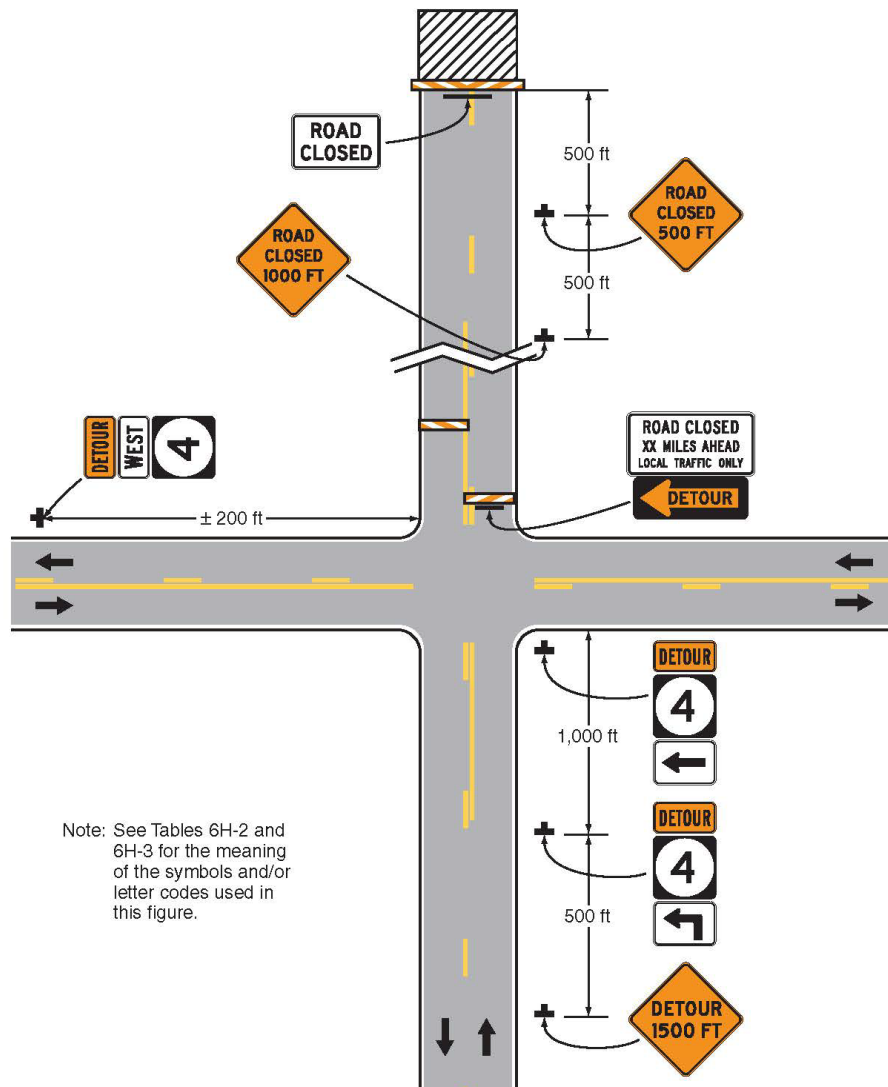 ROAD
CLOSED
500 ft
ROAD
CLOSED
500 FT
ROAD
CLOSED
1000 FT
500 ft
DETOUR
WEST
4
ROAD CLOSED
XX MILES AHEAD
LOCAL TRAFFIC ONLY
DETOUR
± 200 ft
DETOUR
4
1,000 ft
DETOUR
4
Note: See Tables 6H-2 and
6H-3 for the meaning
of the symbols and/or
letter codes used in
this figure.
500 ft
DETOUR
1500 FT